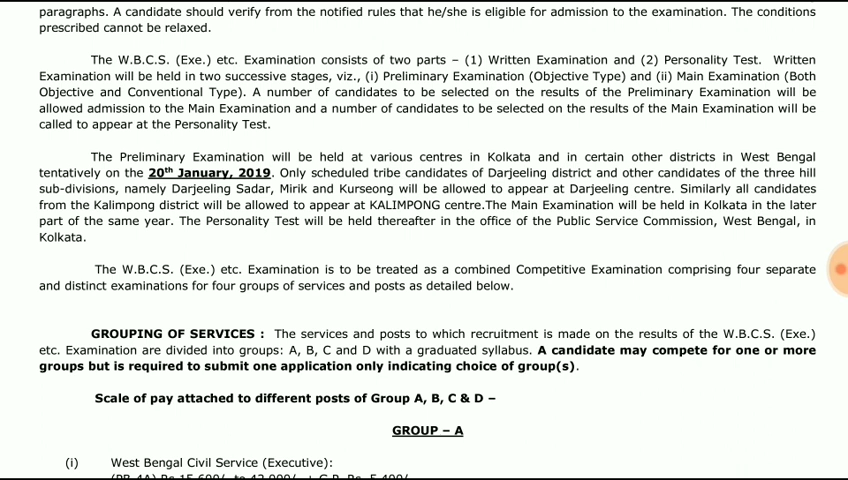 paragraphs. A candidate should verify from the notified rules that he/she is eligible for admission to the examination. The conditions
prescribed cannot be relaxed.
The W.B.C.S. (Exe.) etc. Examination consists of two parts – (1) Written Examination and (2) Personality Test. Written
Examination will be held in two successive stages, viz., (i) Preliminary Examination (Objective Type) and (ii) Main Examination (Both
Objective and Conventional Type). A number of candidates to be selected on the results of the Preliminary Examination will be
allowed admission to the Main Examination and a number of candidates to be selected on the results of the Main Examination will be
called to appear at the Personality Test.
The Preliminary Examination will be held at various centres in Kolkata and in certain other districts in West Bengal
tentatively on the 20th January, 2019. Only scheduled tribe candidates of Darjeeling district and other candidates of the three hill
sub-divisions, namely Darjeeling Sadar, Mirik and Kurseong will be allowed to appear at Darjeeling centre. Similarly all candidates
from the Kalimpong district will be allowed to appear at KALIMPONG centre.The Main Examination will be held in Kolkata in the later
part of the same year. The Personality Test will be held thereafter in the office of the Public Service Commission, West Bengal, in
Kolkata.
The W.B.C.S. (Exe.) etc. Examination is to be treated as a combined Competitive Examination comprising four separate
and distinct examinations for four groups of services and posts as detailed below.
GROUPING OF SERVICES : The services and posts to which recruitment is made on the results of the W.B.C.S. (Exe.)
etc. Examination are divided into groups: A, B, C and D with a graduated syllabus. A candidate may compete for one or more
groups but is required to submit one application only indicating choice of group(s).
Scale of pay attached to different posts of Group A, B, C & D –
GROUP – A
(i) West Bengal Civil Service (Executive):
(PB-4A) Rs.15,600/- to 42,000/- + G.P. Rs. 5,400/-